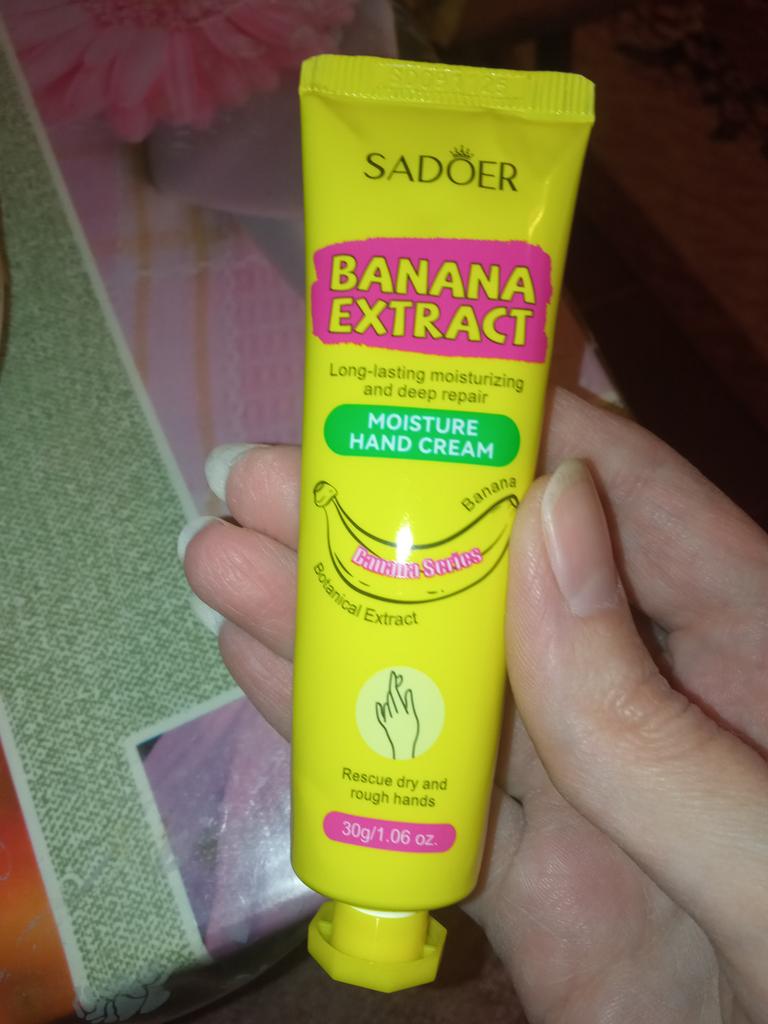 SADOER
BANANA
EXTRACT
Long-lasting moisturizing
and deep repair
MOISTURE
HAND CREAM
Banana
Banana Series
Botanical Extract
Rescue dry and
rough hands
30g/1.06 oz.